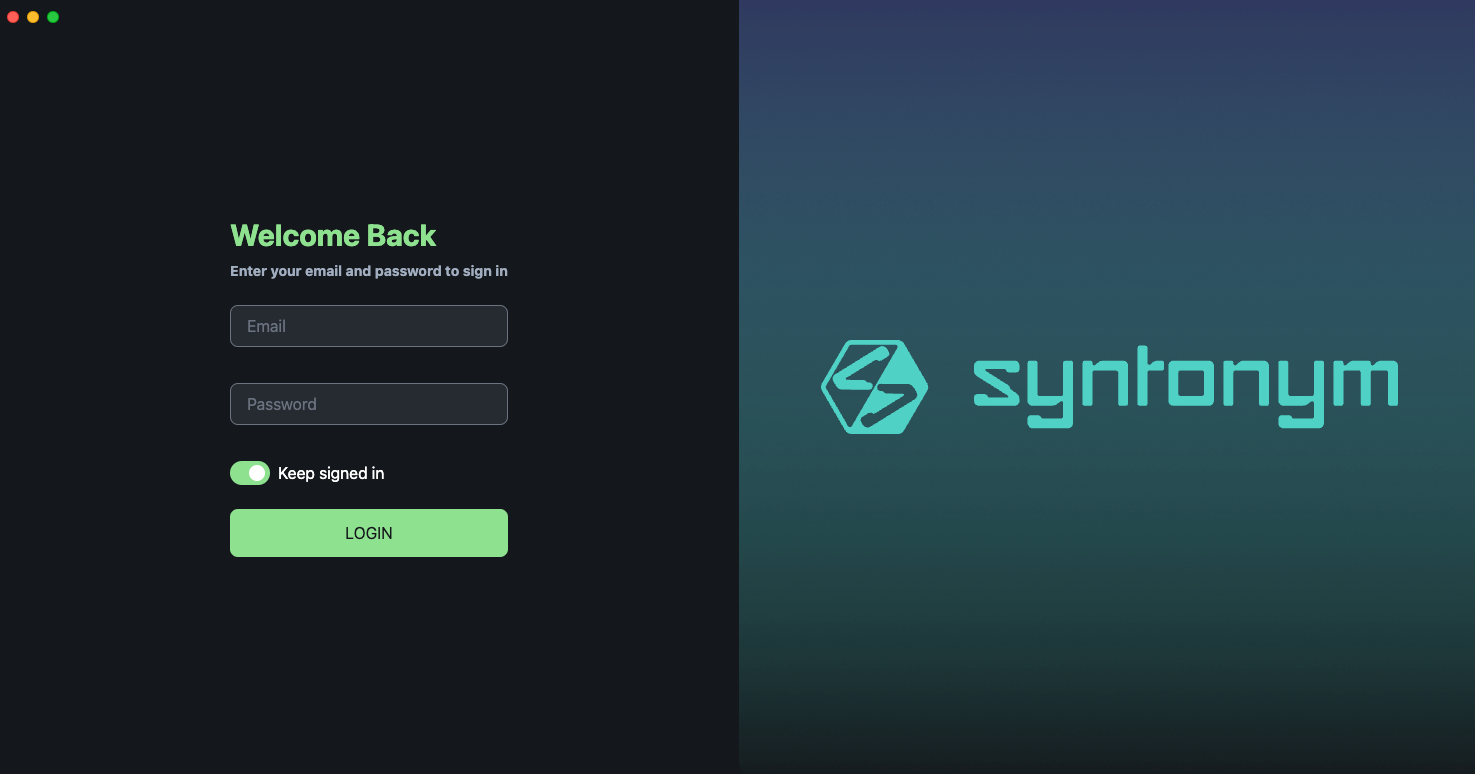 Welcome Back
Enter your email and password to sign in
Email
Password
Keep signed in
LOGIN
syntonym